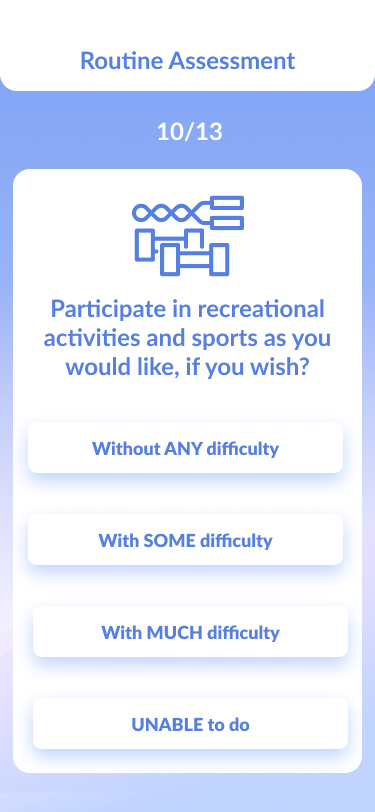 Routine Assessment
10/13
Participate in recreational
activities and sports as you
would like, if you wish?
Without ANY difficulty
With SOME difficulty
With MUCH difficulty
UNABLE to do